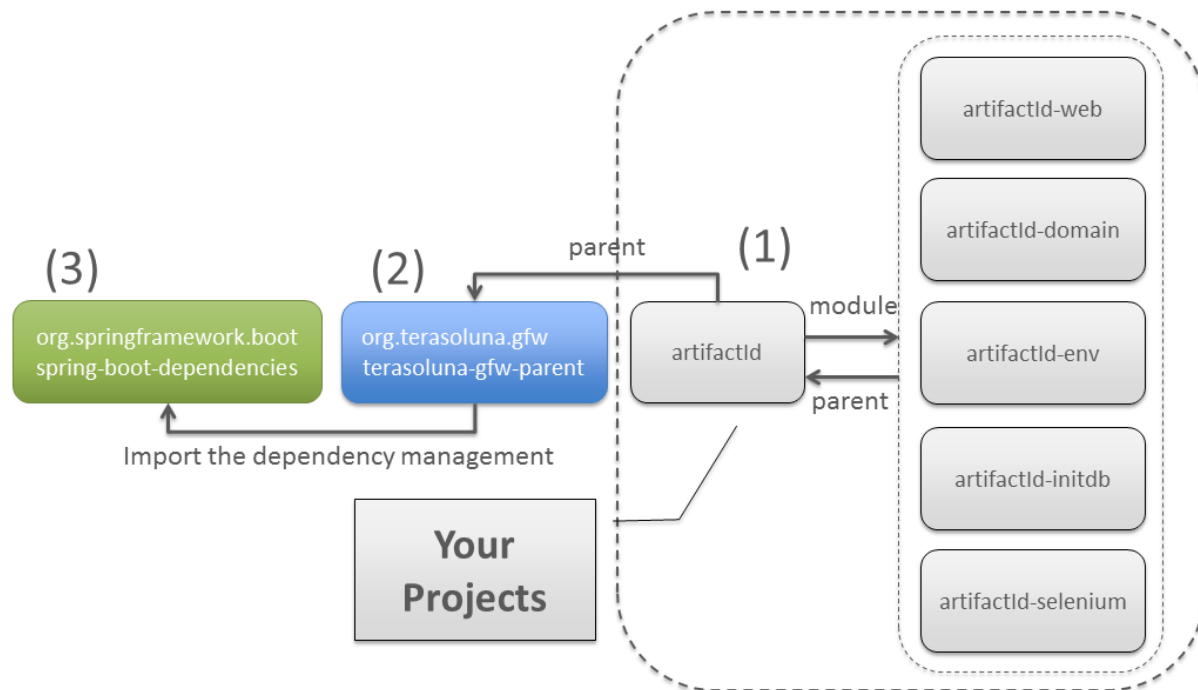 (3)
org.springframework.boot
spring-boot-dependencies
(2)
org.terasoluna.gfw
terasoluna-gfw-parent
Import the dependency management
parent
(1)
artifactId
module
parent
Your
Projects
artifactId-web
artifactId-domain
artifactId-env
artifactId-initdb
artifactId-selenium